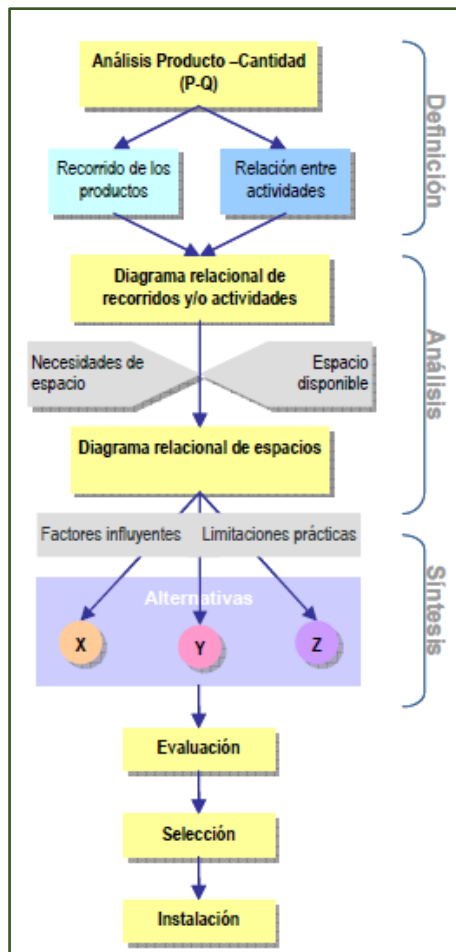 Análisis Producto –Cantidad
(P-Q)
Definición
Recorrido de los
productos
Relación entre
actividades
Diagrama relacional de
recorridos y/o actividades
Análisis
Necesidades de
espacio
Espacio
disponible
Diagrama relacional de espacios
Factores influyentes
Limitaciones prácticas
Síntesis
Alternativas
X
Y
Z
Evaluación
Selección
Instalación